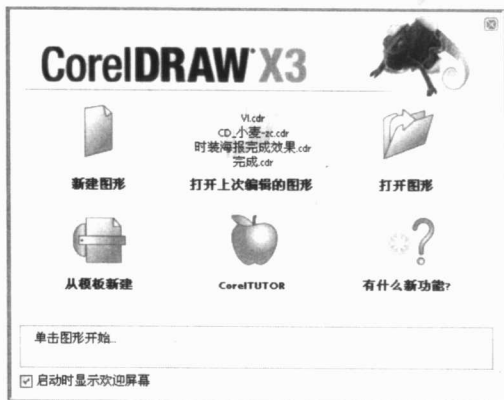 CorelDRAW X3
VI.cdr
CD_小麦-zc.cdr
时装海报完成效果.cdr
完成.cdr
新建图形
打开上次编辑的图形
打开图形
从模板新建
CorelTUTOR
有什么新功能?
单击图形开始...
启动时显示欢迎屏幕